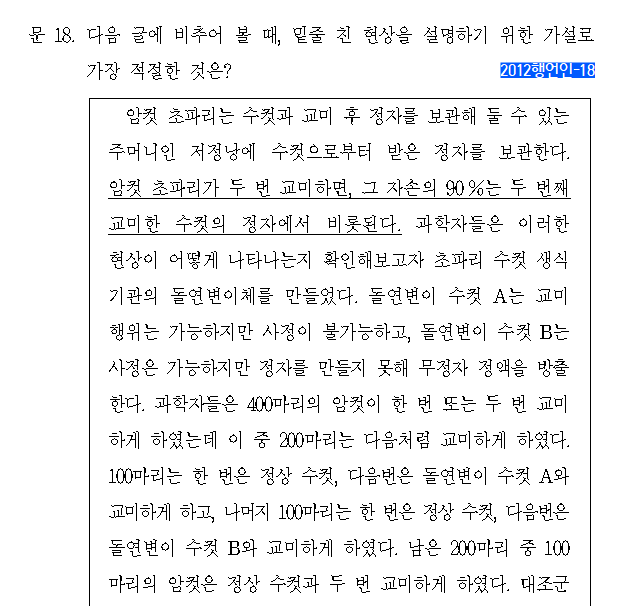 문 18. 다음 글에 비추어 볼 때, 밑줄 친 현상을 설명하기 위한 가설로
가장 적절한 것은?
2012행언인-18
암컷 초파리는 수컷과 교미 후 정자를 보관해 둘 수 있는
주머니인 저정낭에 수컷으로부터 받은 정자를 보관한다.
암컷 초파리가 두 번 교미하면, 그 자손의 90%는 두 번째
교미한 수컷의 정자에서 비롯된다. 과학자들은 이러한
현상이 어떻게 나타나는지 확인해보고자 초파리 수컷 생식
기관의 돌연변이체를 만들었다. 돌연변이 수컷 A는 교미
행위는 가능하지만 사정이 불가능하고, 돌연변이 수컷 B는
사정은 가능하지만 정자를 만들지 못해 무정자 정액을 방출
한다. 과학자들은 400마리의 암컷이 한 번 또는 두 번 교미
하게 하였는데 이 중 200마리는 다음처럼 교미하게 하였다.
100마리는 한 번은 정상 수컷, 다음번은 돌연변이 수컷 A와
교미하게 하고, 나머지 100마리는 한 번은 정상 수컷, 다음번은
돌연변이 수컷 B와 교미하게 하였다. 남은 200마리 중 100
마리의 암컷은 정상 수컷과 두 번 교미하게 하였다. 대조군